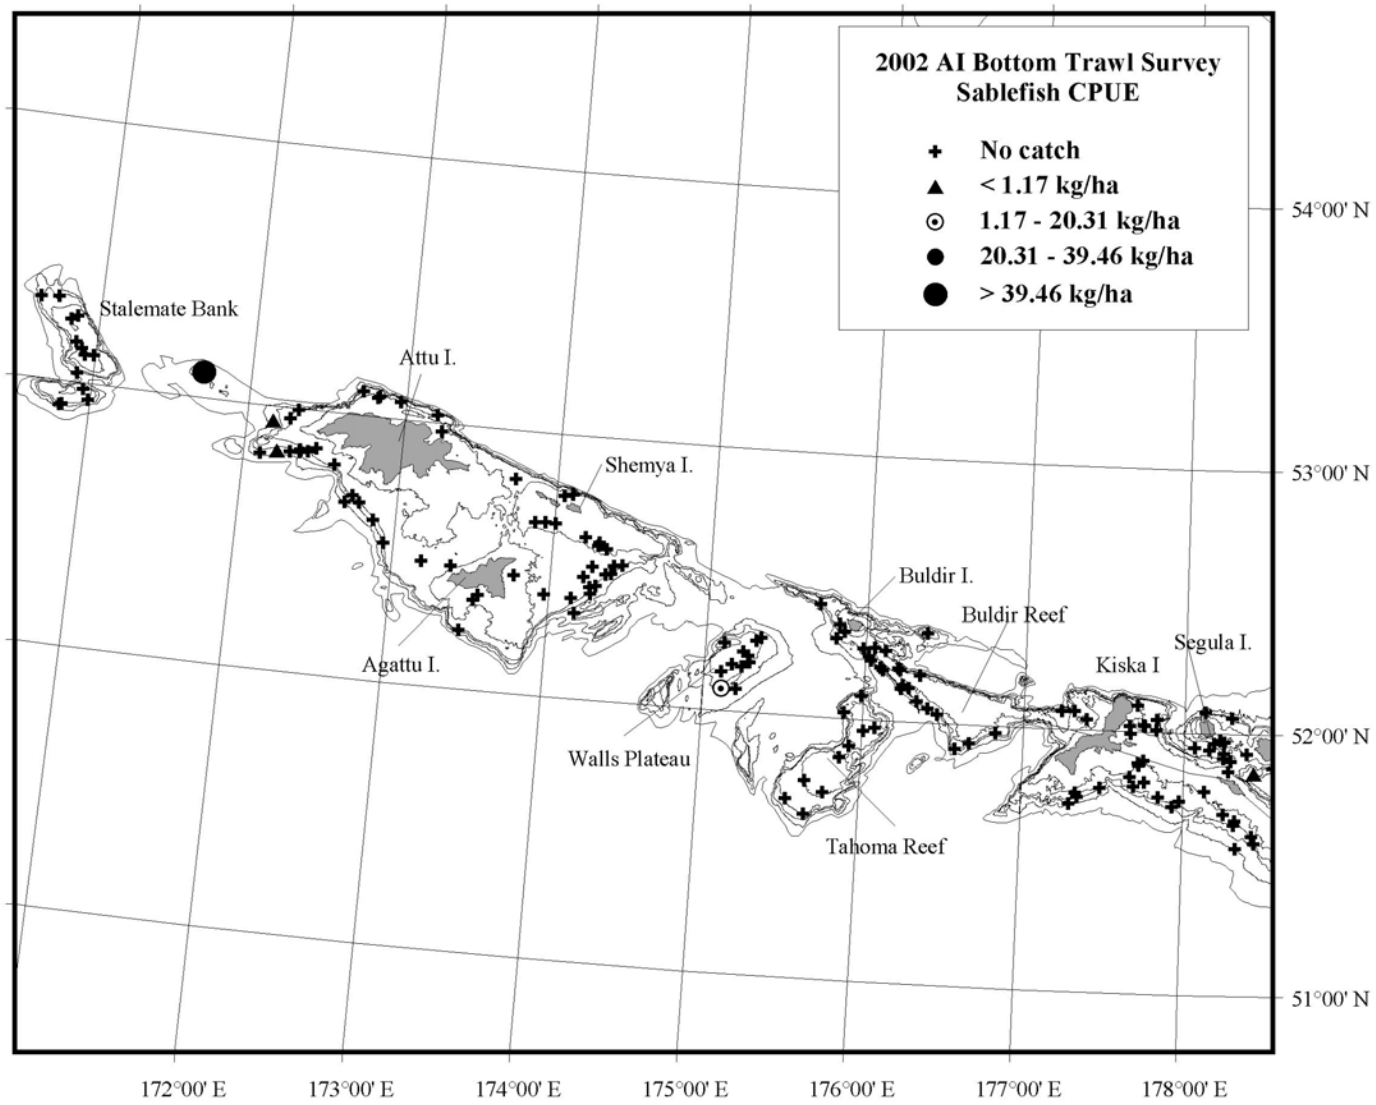 2002 AI Bottom Trawl Survey
Sablefish CPUE
No catch
< 1.17 kg/ha
1.17 - 20.31 kg/ha
20.31 - 39.46 kg/ha
> 39.46 kg/ha
54°00' N
Stalemate Bank
Attu I.
Shemya I.
53°00' N
Buldir I.
Buldir Reef
Segula I.
Agattu I.
Kiska I
52°00' N
Walls Plateau
Tahoma Reef
51°00' N
172°00' E 173°00' E 174°00' E 175°00' E 176°00' E 177°00' E 178°00' E